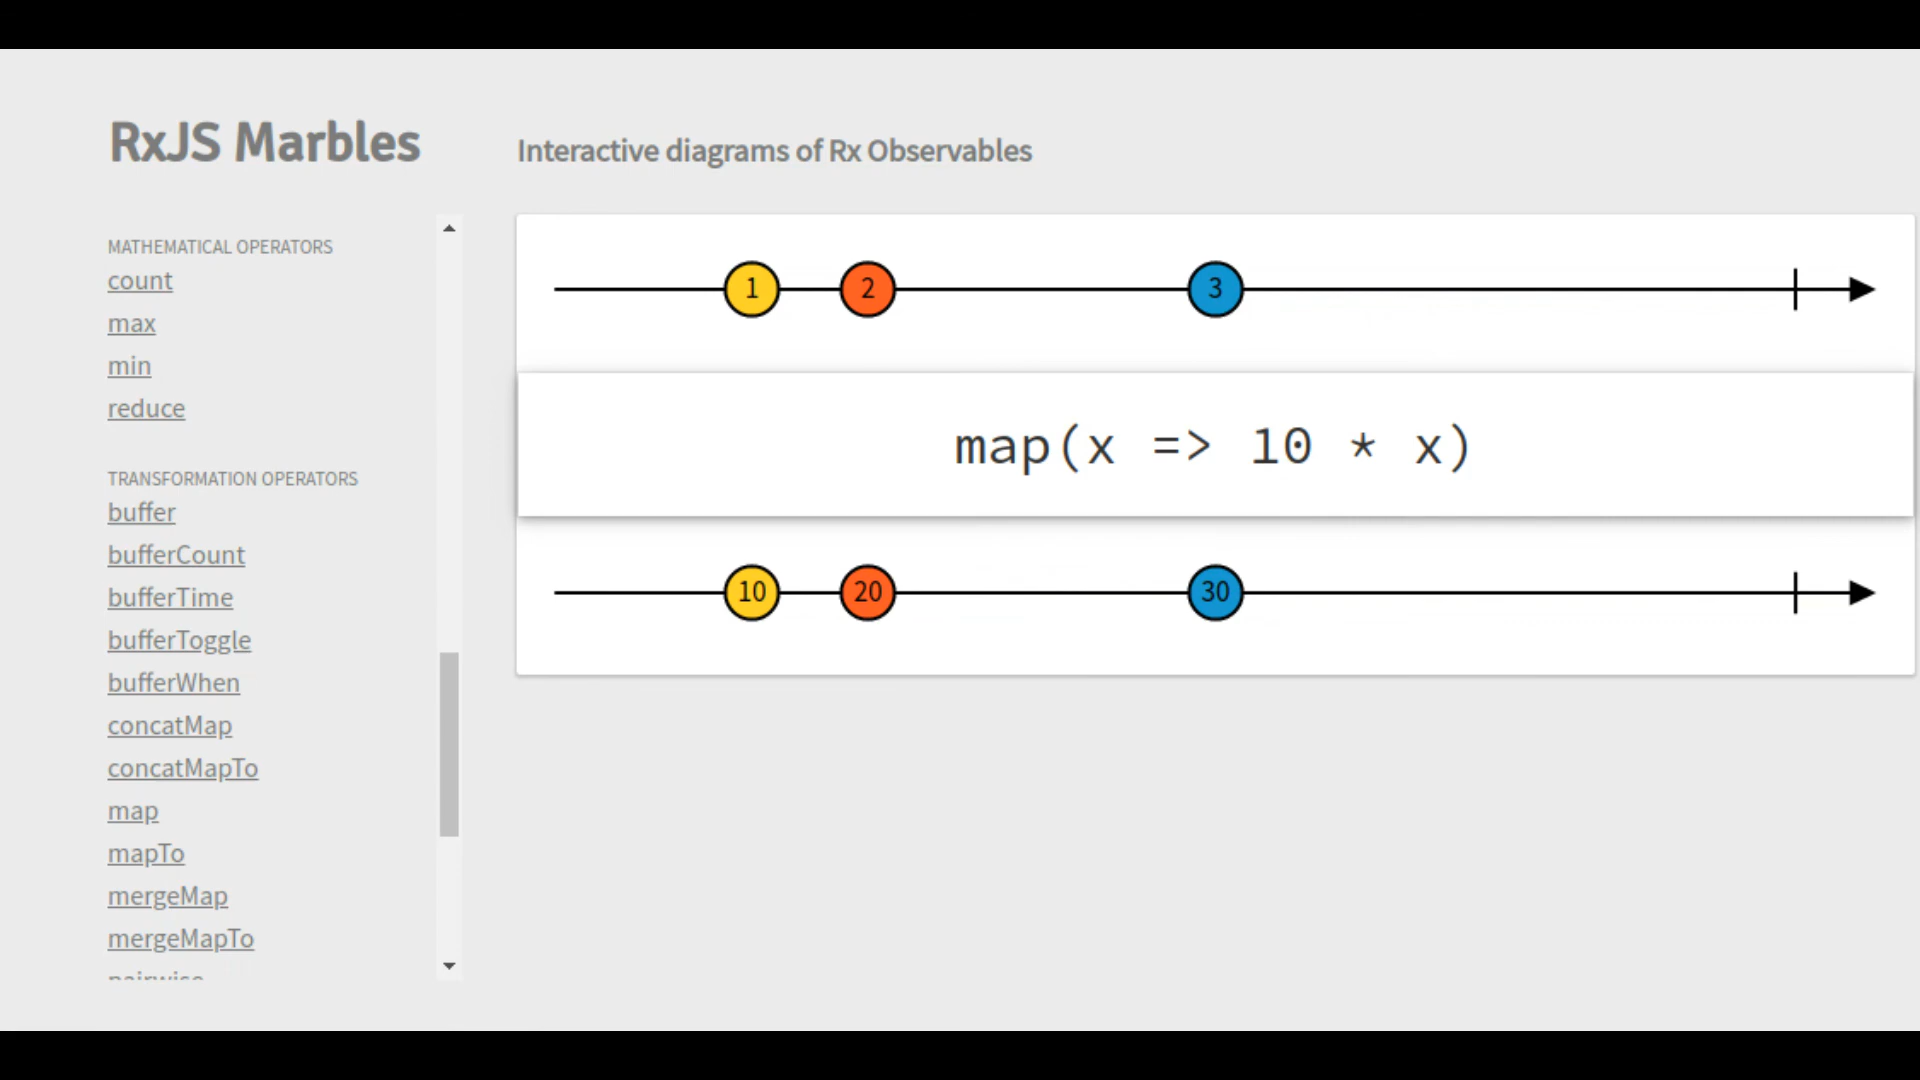 RxJS Marbles
Interactive diagrams of Rx Observables
MATHEMATICAL OPERATORS
count
max
min
reduce
TRANSFORMATION OPERATORS
buffer
bufferCount
bufferTime
bufferToggle
bufferWhen
concatMap
concatMapTo
map
mapTo
mergeMap
mergeMapTo
pairwise
1 2 3
map(x => 10 * x)
10 20 30